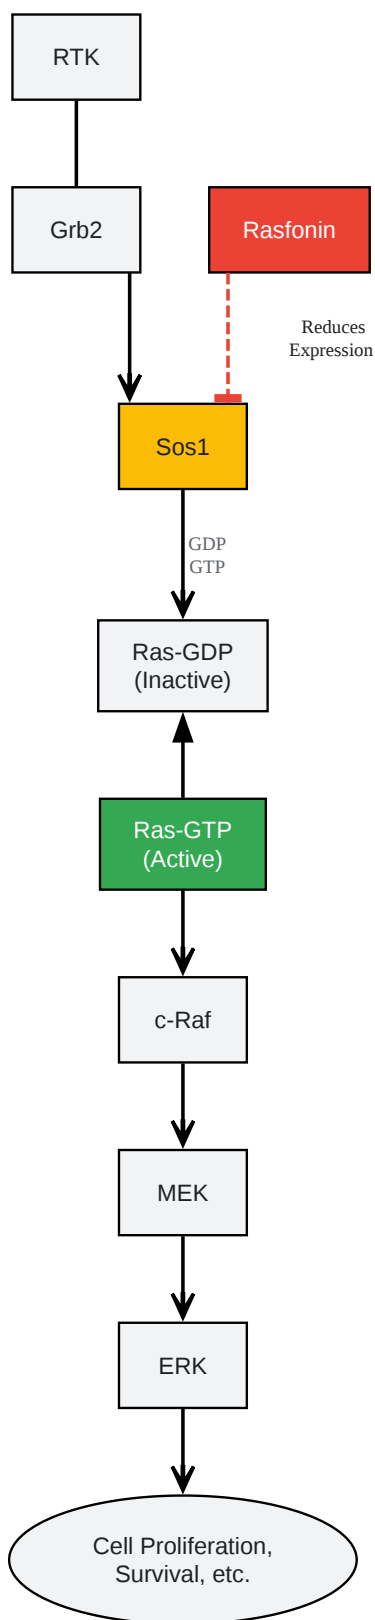 RTK
Grb2
Rasfonin
Reduces
Expression
Sos1
GDP
GTP
Ras-GDP
(Inactive)
Ras-GTP
(Active)
c-Raf
MEK
ERK
Cell Proliferation,
Survival, etc.